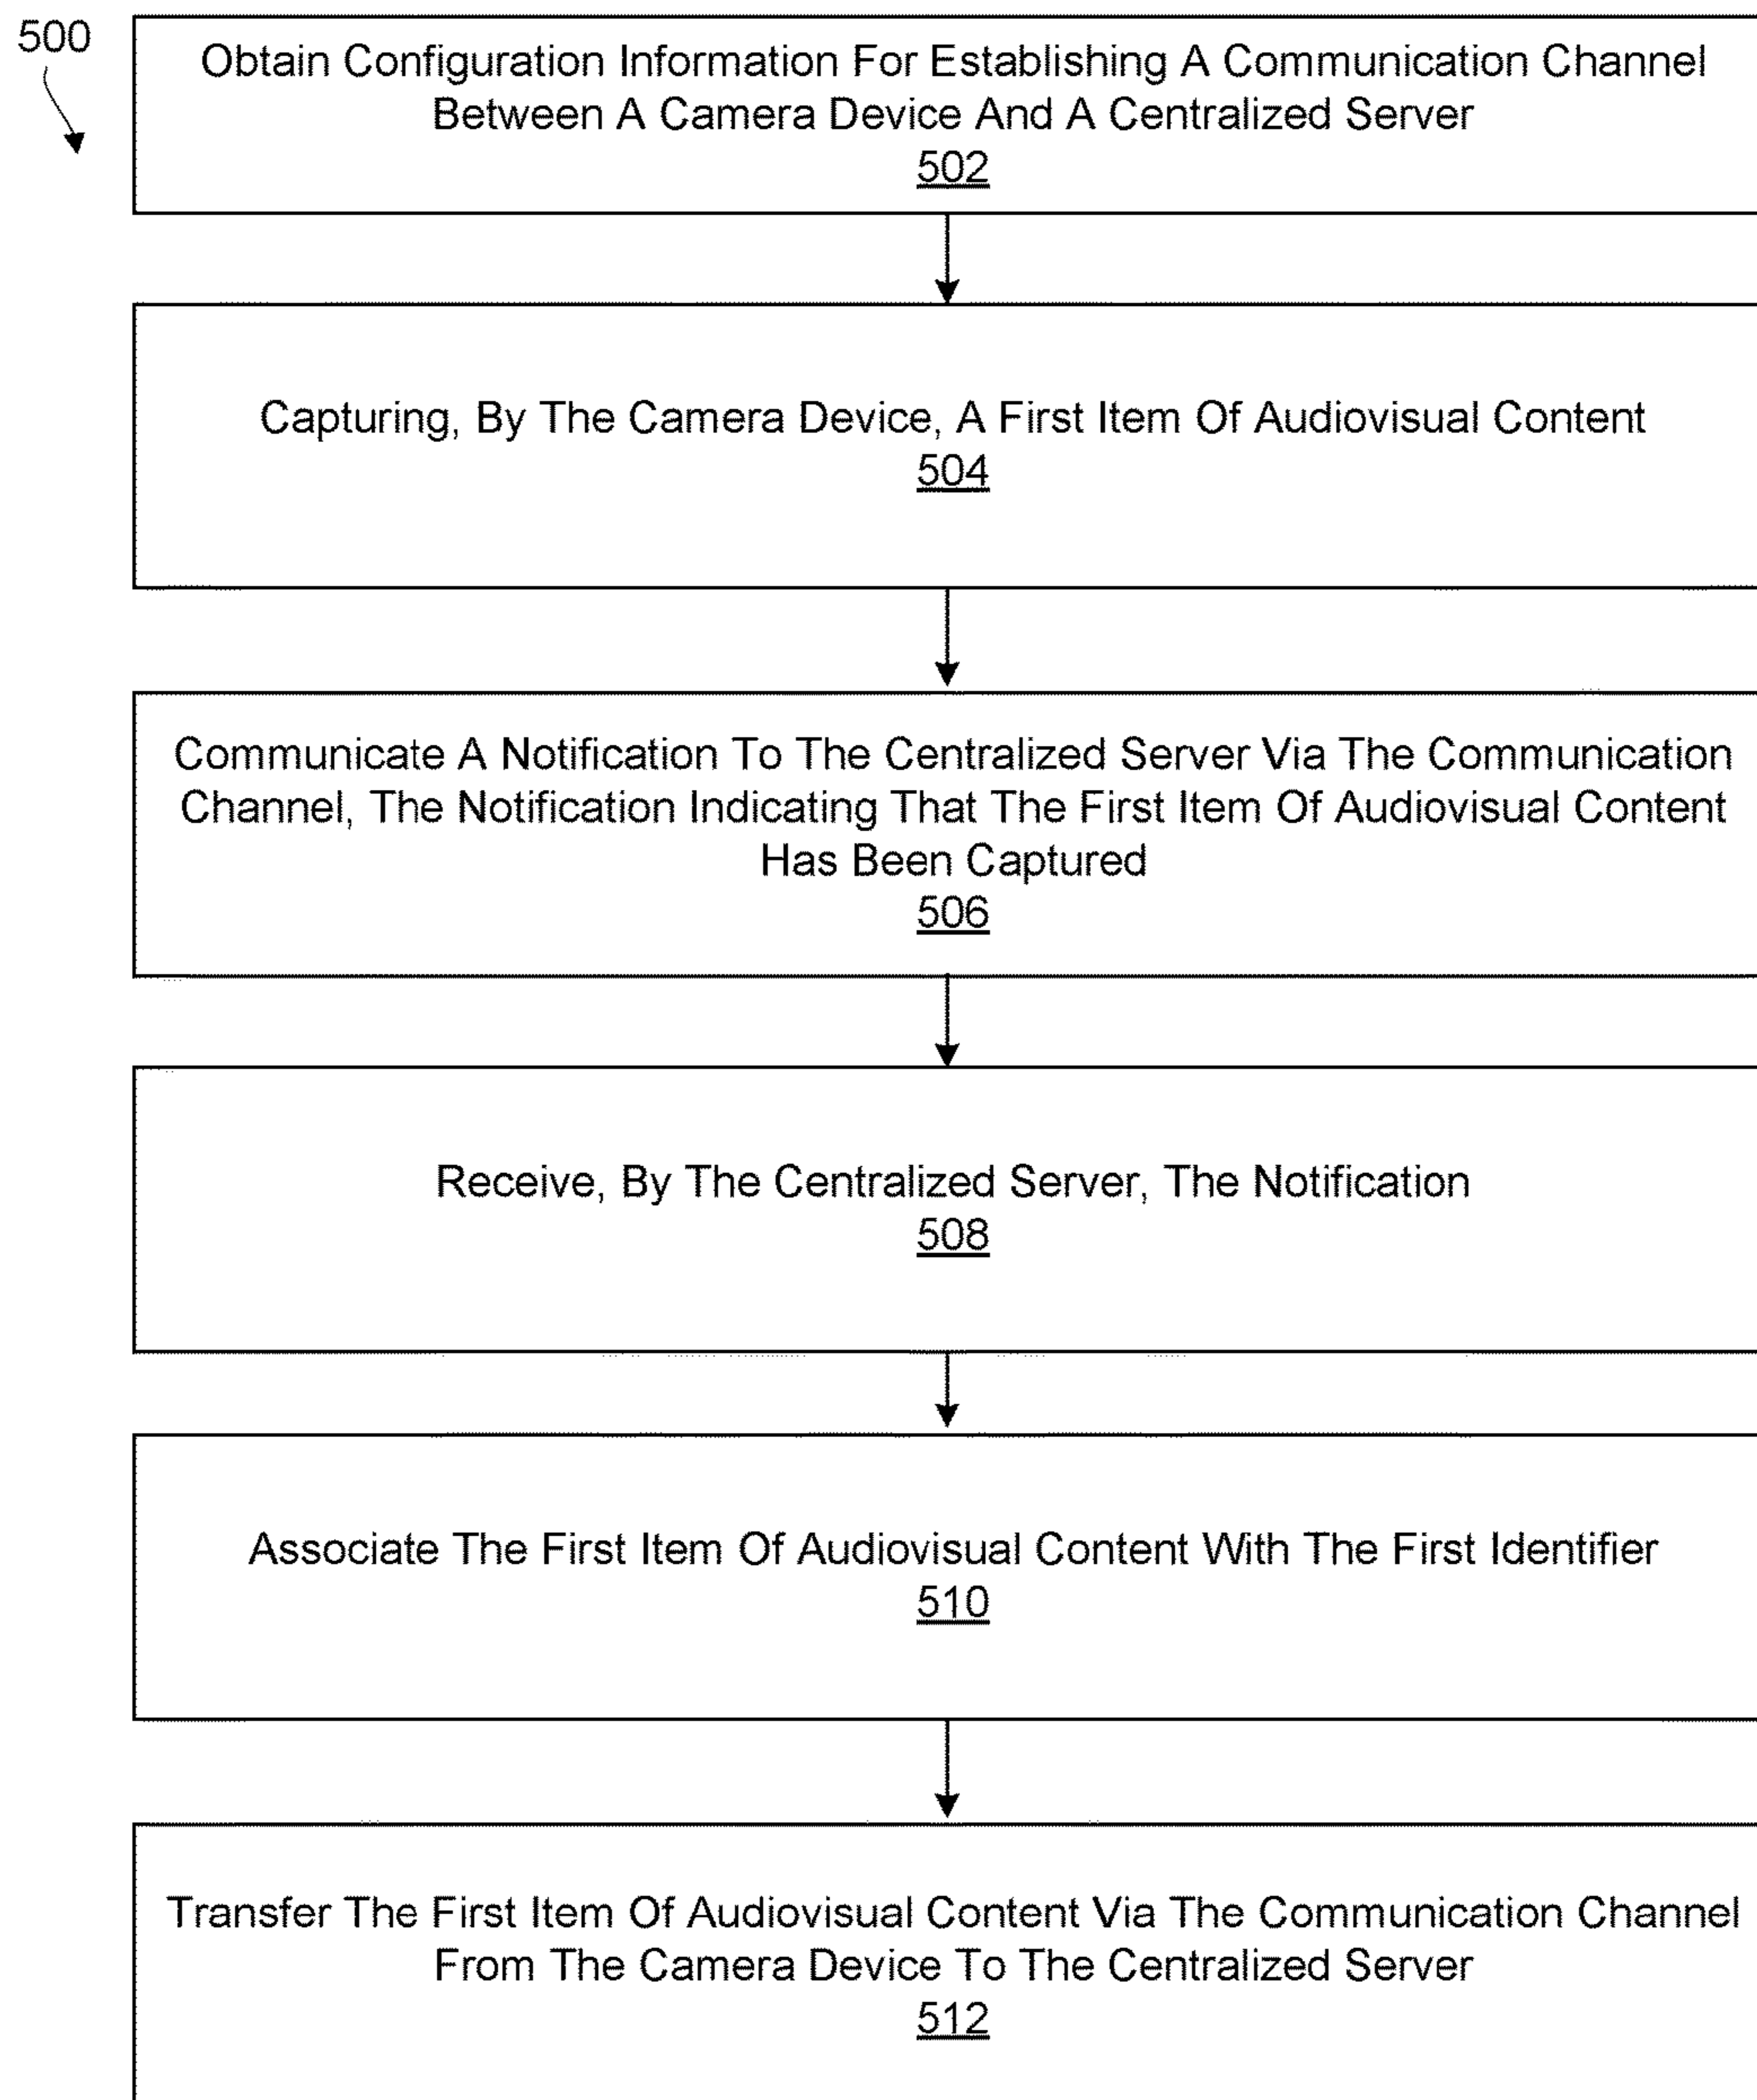 500
Obtain Configuration Information For Establishing A Communication Channel
Between A Camera Device And A Centralized Server
502
Capturing, By The Camera Device, A First Item Of Audiovisual Content
504
Communicate A Notification To The Centralized Server Via The Communication
Channel, The Notification Indicating That The First Item Of Audiovisual Content
Has Been Captured
506
Receive, By The Centralized Server, The Notification
508
Associate The First Item Of Audiovisual Content With The First Identifier
510
Transfer The First Item Of Audiovisual Content Via The Communication Channel
From The Camera Device To The Centralized Server
512